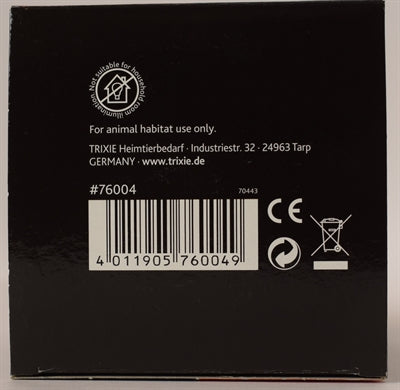 Not suitable for household room illumination
For animal habitat use only.
TRIXIE Heimtierbedarf · Industriestr. 32 · 24963 Tarp
GERMANY · www.trixie.de
#76004
70443
4 011905 760049
CE